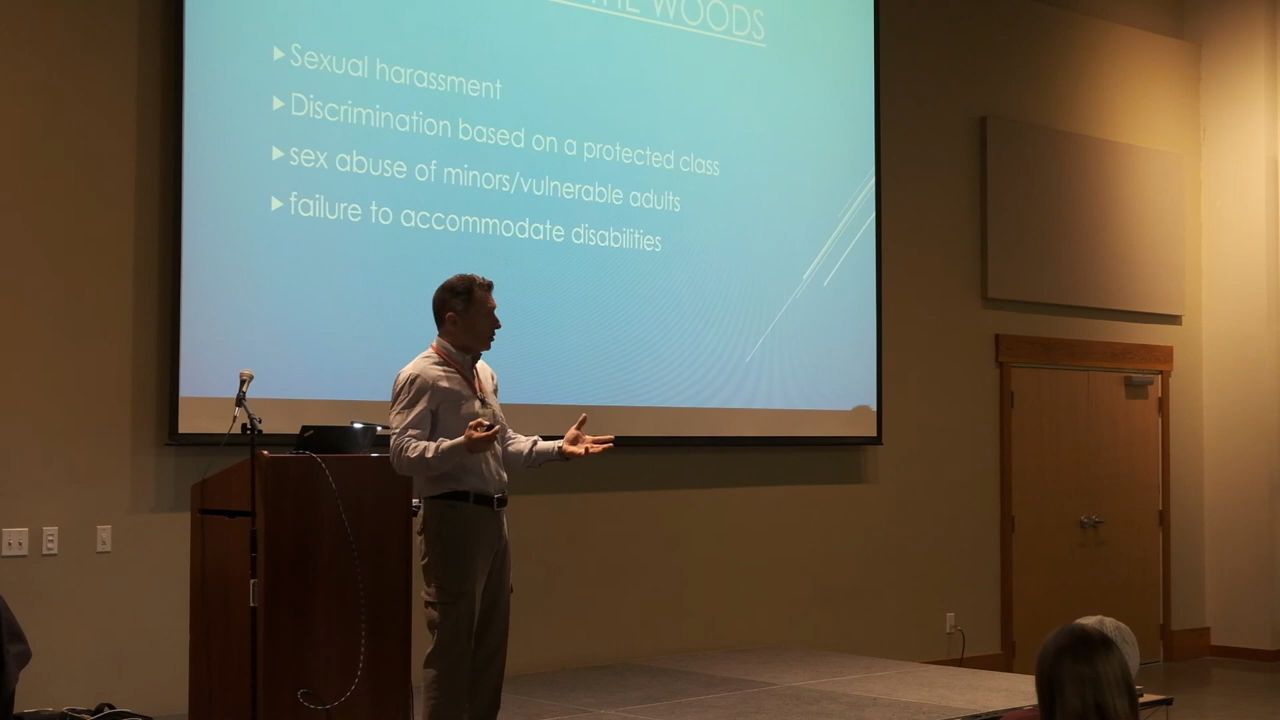 THE WOODS
Sexual harassment
Discrimination based on a protected class
sex abuse of minors/vulnerable adults
failure to accommodate disabilities